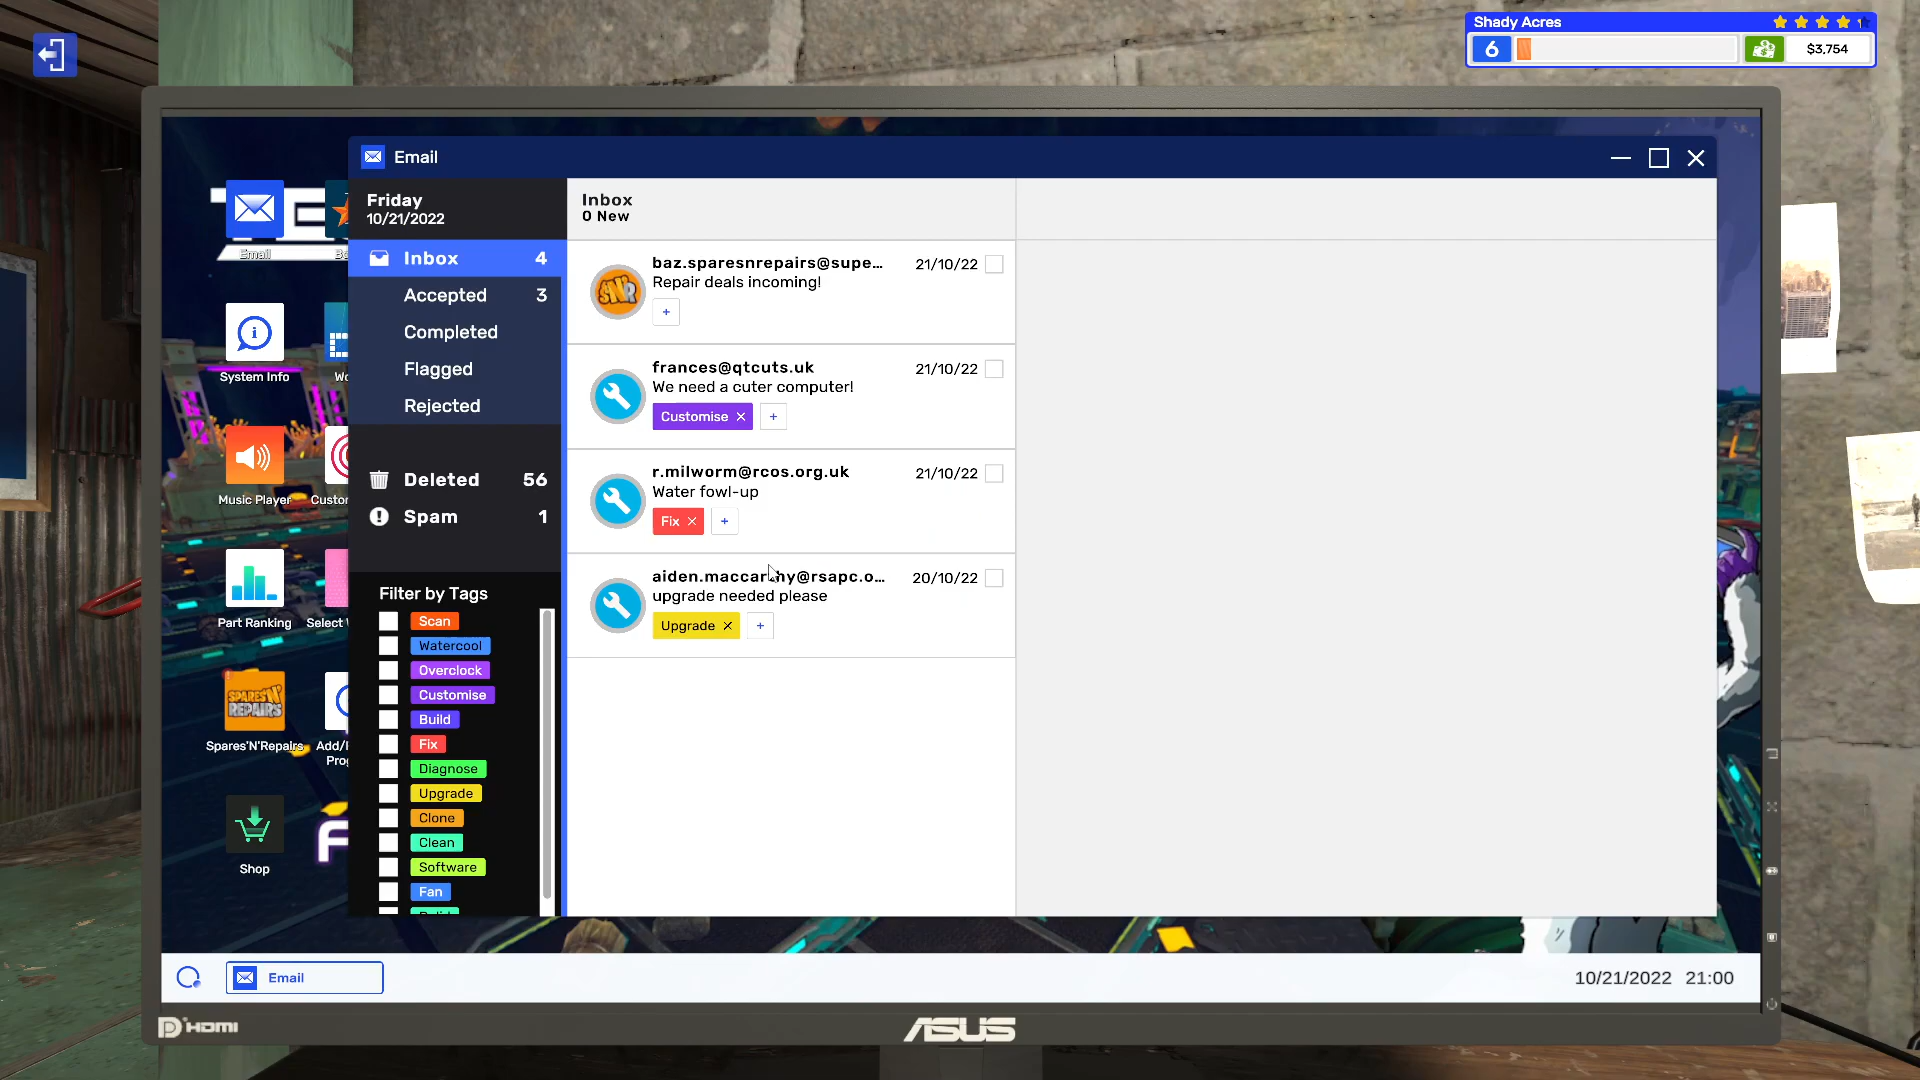 Shady Acres
6
$3,754
Email
Friday
10/21/2022
Inbox 4
Accepted 3
Completed
Flagged
Rejected
Deleted 56
Spam 1
Filter by Tags
Scan
Watercool
Overclock
Customise
Build
Fix
Diagnose
Upgrade
Clone
Clean
Software
Fan
Inbox
0 New
baz.sparesnrepairs@supe... 21/10/22
Repair deals incoming!
+
frances@qtcuts.uk 21/10/22
We need a cuter computer!
Customise × +
r.milworm@rcos.org.uk 21/10/22
Water fowl-up
Fix × +
20/10/22
upgrade needed please
Upgrade × +
SNR
Email
System Info
Music Player
Part Ranking
Select
SPARES'N'
REPAIRS
Spares'N'Repairs
Shop
Email
10/21/2022 21:00
HDMI
ASUS